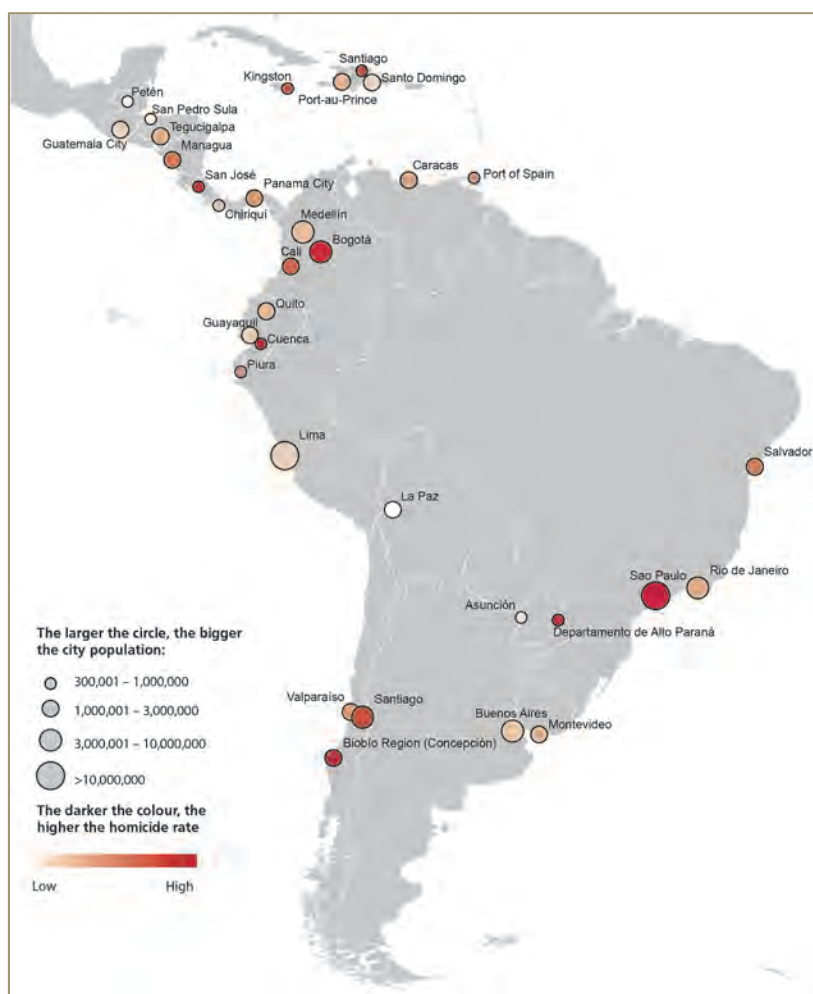 Santiago
Kingston
Santo Domingo
Port-au-Prince
Petén
San Pedro Sula
Tegucigalpa
Guatemala City
Managua
San José
Panama City
Chiriquí
Caracas
Port of Spain
Medellín
Bogotá
Cali
Quito
Guayaquil
Cuenca
Piura
Lima
Salvador
La Paz
Sao Paulo
Rio de Janeiro
Asunción
Departamento de Alto Paraná
Valparaíso
Santiago
Buenos Aires
Montevideo
Biobío Region (Concepción)
The larger the circle, the bigger
the city population:
300,001 – 1,000,000
1,000,001 – 3,000,000
3,000,001 – 10,000,000
>10,000,000
The darker the colour, the
higher the homicide rate
Low
High